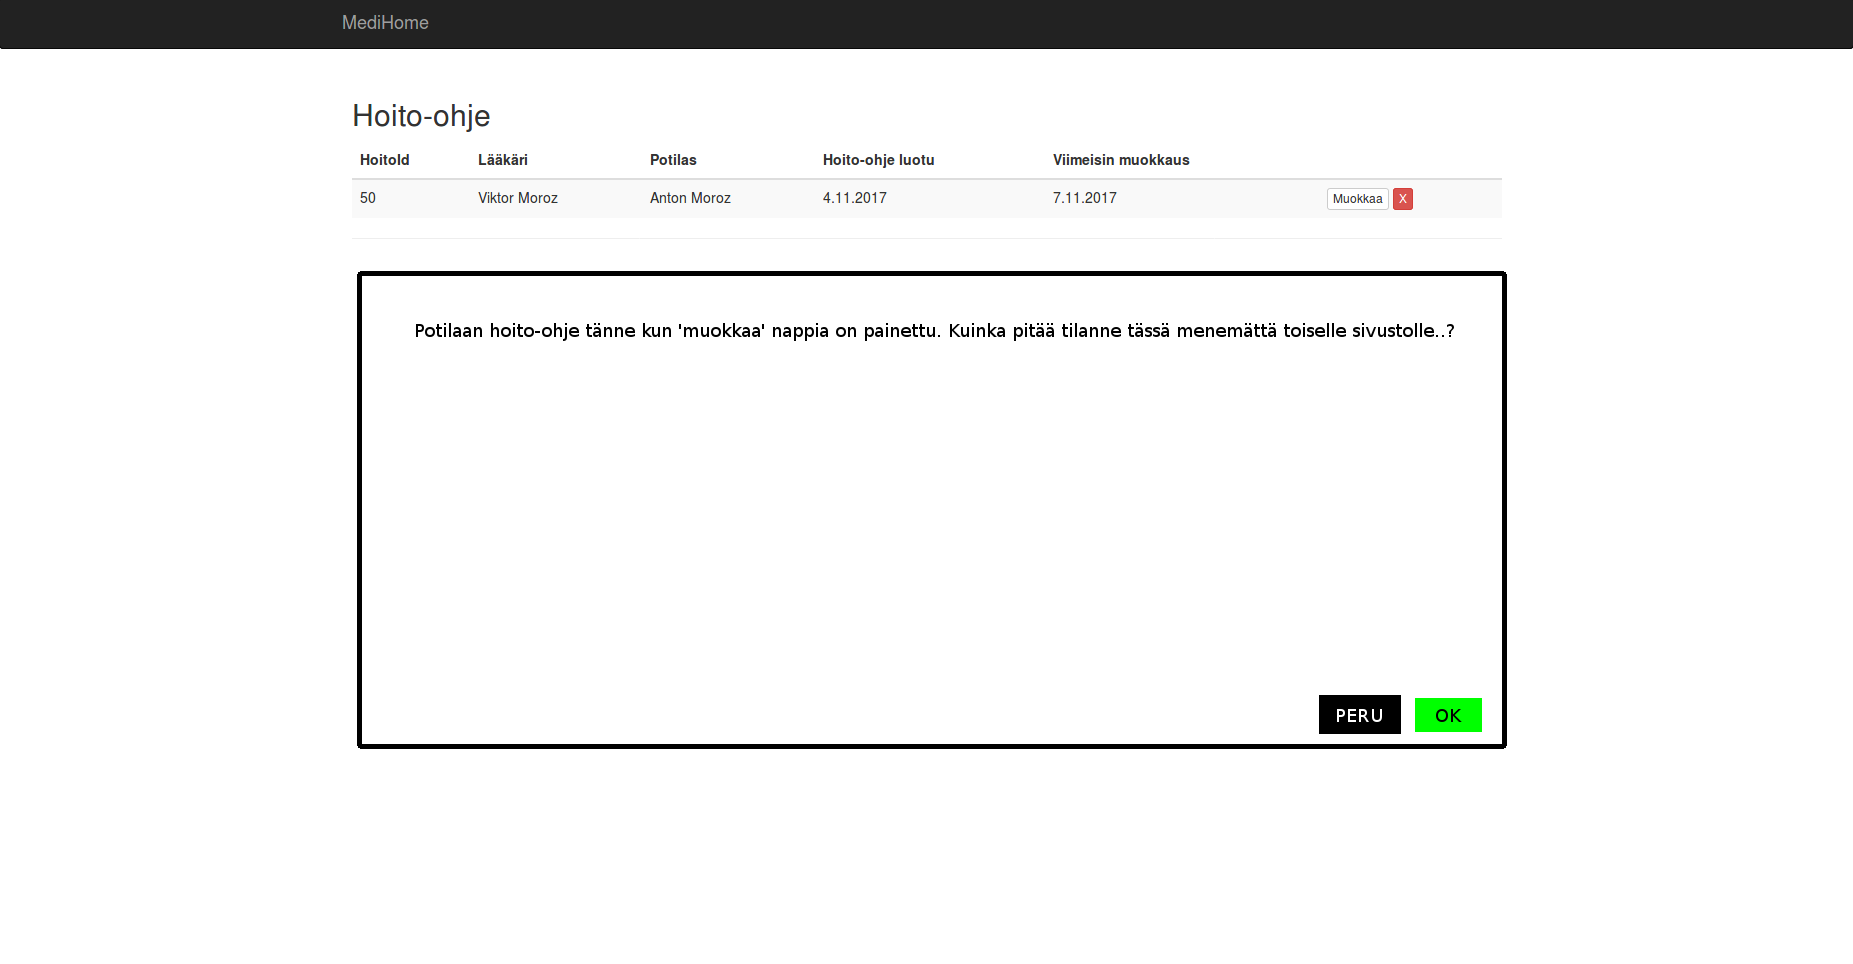 MediHome
Hoito-ohje
HoitoId Lääkäri Potilas Hoito-ohje luotu Viimeisin muokkaus
50 Viktor Moroz Anton Moroz 4.11.2017 7.11.2017 Muokkaa X
Potilaan hoito-ohje tänne kun 'muokkaa' nappia on painettu. Kuinka pitää tilanne tässä menemättä toiselle sivustolle..?
PERU OK